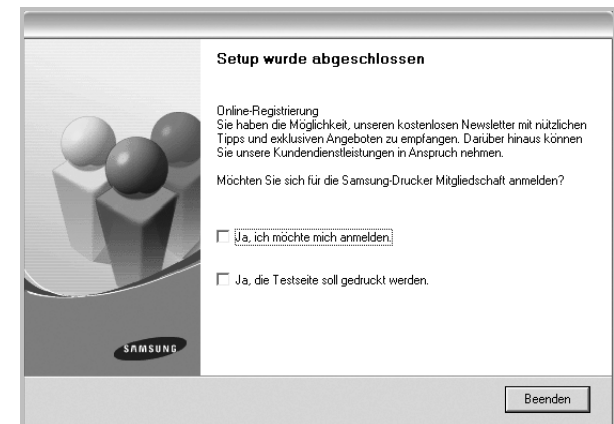 Setup wurde abgeschlossen
Online-Registrierung
Sie haben die Möglichkeit, unseren kostenlosen Newsletter mit nützlichen
Tipps und exklusiven Angeboten zu empfangen. Darüber hinaus können
Sie unsere Kundendienstleistungen in Anspruch nehmen.
Möchten Sie sich für die Samsung-Drucker Mitgliedschaft anmelden?
Ja, ich möchte mich anmelden.
Ja, die Testseite soll gedruckt werden.
SAMSUNG
Beenden